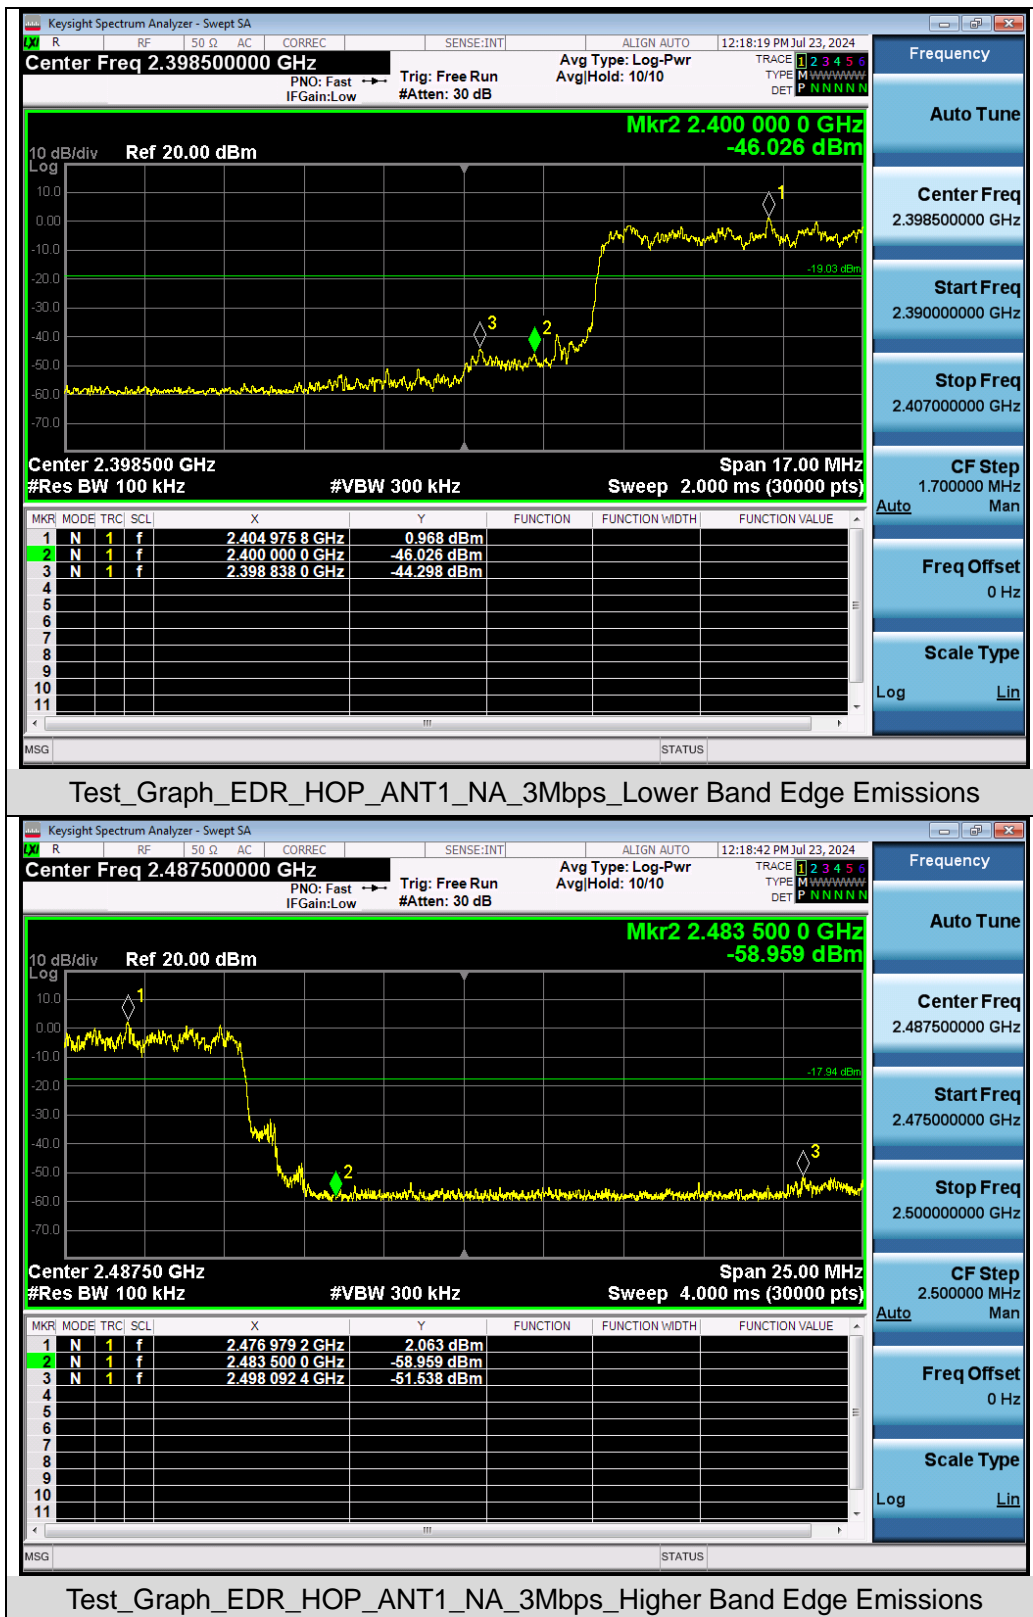 Keysight Spectrum Analyzer - Swept SA
LXI R RF 50 Ω AC CORREC SENSE:INT ALIGN AUTO 12:18:19 PM Jul 23, 2024
Center Freq 2.398500000 GHz
PNO: Fast
IFGain:Low
Trig: Free Run
#Atten: 30 dB
Avg Type: Log-Pwr
Avg|Hold: 10/10
TRACE 1 2 3 4 5 6
TYPE M WWWWW
DET P N N N N N
Mkr2 2.400 000 0 GHz
-46.026 dBm
10 dB/div Ref 20.00 dBm
Log
10.0
0.00
-10.0
-20.0
-30.0
-40.0
-50.0
-60.0
-70.0
1
-19.03 dBm
3
2
Center 2.398500 GHz Span 17.00 MHz
#Res BW 100 kHz #VBW 300 kHz Sweep 2.000 ms (30000 pts)
MKR MODE TRC SCL X Y FUNCTION FUNCTION WIDTH FUNCTION VALUE
1 N 1 f 2.404 975 8 GHz 0.968 dBm
2 N 1 f 2.400 000 0 GHz -46.026 dBm
3 N 1 f 2.398 838 0 GHz -44.298 dBm
4
5
6
7
8
9
10
11
MSG STATUS
Frequency
Auto Tune
Center Freq
2.398500000 GHz
Start Freq
2.390000000 GHz
Stop Freq
2.407000000 GHz
CF Step
1.700000 MHz
Auto Man
Freq Offset
0 Hz
Scale Type
Log Lin
Test_Graph_EDR_HOP_ANT1_NA_3Mbps_Lower Band Edge Emissions
Keysight Spectrum Analyzer - Swept SA
LXI R RF 50 Ω AC CORREC SENSE:INT ALIGN AUTO 12:18:42 PM Jul 23, 2024
Center Freq 2.487500000 GHz
PNO: Fast
IFGain:Low
Trig: Free Run
#Atten: 30 dB
Avg Type: Log-Pwr
Avg|Hold: 10/10
TRACE 1 2 3 4 5 6
TYPE M WWWWW
DET P N N N N N
Mkr2 2.483 500 0 GHz
-58.959 dBm
10 dB/div Ref 20.00 dBm
Log
10.0
0.00
-10.0
-20.0
-30.0
-40.0
-50.0
-60.0
-70.0
1
-17.94 dBm
2
3
Center 2.48750 GHz Span 25.00 MHz
#Res BW 100 kHz #VBW 300 kHz Sweep 4.000 ms (30000 pts)
MKR MODE TRC SCL X Y FUNCTION FUNCTION WIDTH FUNCTION VALUE
1 N 1 f 2.476 979 2 GHz 2.063 dBm
2 N 1 f 2.483 500 0 GHz -58.959 dBm
3 N 1 f 2.498 092 4 GHz -51.538 dBm
4
5
6
7
8
9
10
11
MSG STATUS
Frequency
Auto Tune
Center Freq
2.487500000 GHz
Start Freq
2.475000000 GHz
Stop Freq
2.500000000 GHz
CF Step
2.500000 MHz
Auto Man
Freq Offset
0 Hz
Scale Type
Log Lin
Test_Graph_EDR_HOP_ANT1_NA_3Mbps_Higher Band Edge Emissions